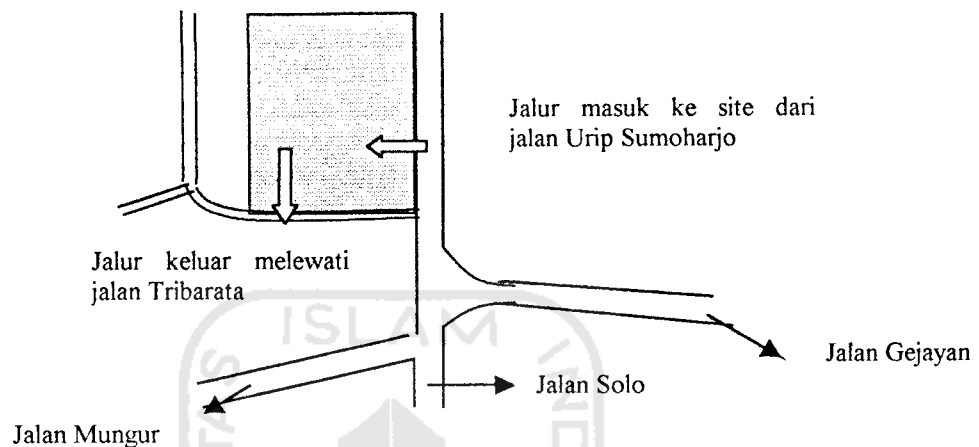 Jalur masuk ke site dari
jalan Urip Sumoharjo
Jalur keluar melewati
jalan Tribarata
ISLAM
Jalan Gejayan
Jalan Solo
Jalan Mungur